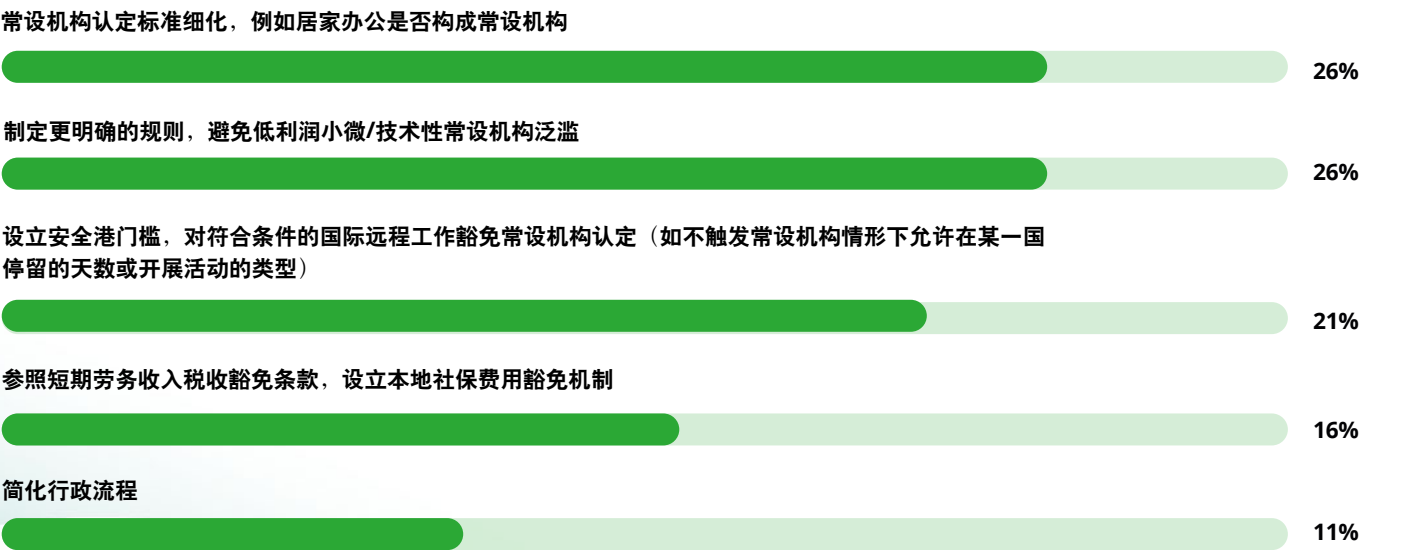 常设机构认定标准细化，例如居家办公是否构成常设机构
26%
制定更明确的规则，避免低利润小微/技术性常设机构泛滥
26%
设立安全港门槛，对符合条件的国际远程工作豁免常设机构认定（如不触发常设机构情形下允许在某一国
停留的天数或开展活动的类型）
21%
参照短期劳务收入税收豁免条款，设立本地社保费用豁免机制
16%
简化行政流程
11%